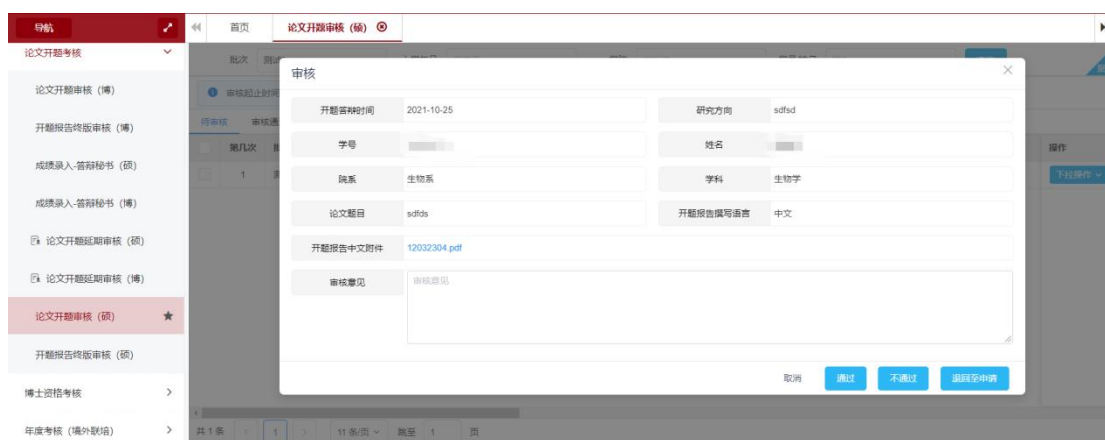 导航
首页
论文开题审核（硕）
论文开题考核
论文开题审核（博）
开题报告终版审核（博）
成绩录入-答辩秘书（硕）
成绩录入-答辩秘书（博）
论文开题延期审核（硕）
论文开题延期审核（博）
论文开题审核（硕）
开题报告终版审核（硕）
博士资格考核
年度考核（境外联培）
批次
审核起止时间
待审核
第几次
操作
1
下拉操作
审核
开题答辩时间 2021-10-25 研究方向 sdfsd
学号 姓名
院系 生物系 学科 生物学
论文题目 sdfds 开题报告撰写语言 中文
开题报告中文附件 12032304.pdf
审核意见 审核意见
取消 通过 不通过 退回至申请
共 1 条 1 11 条/页 跳至 1 页